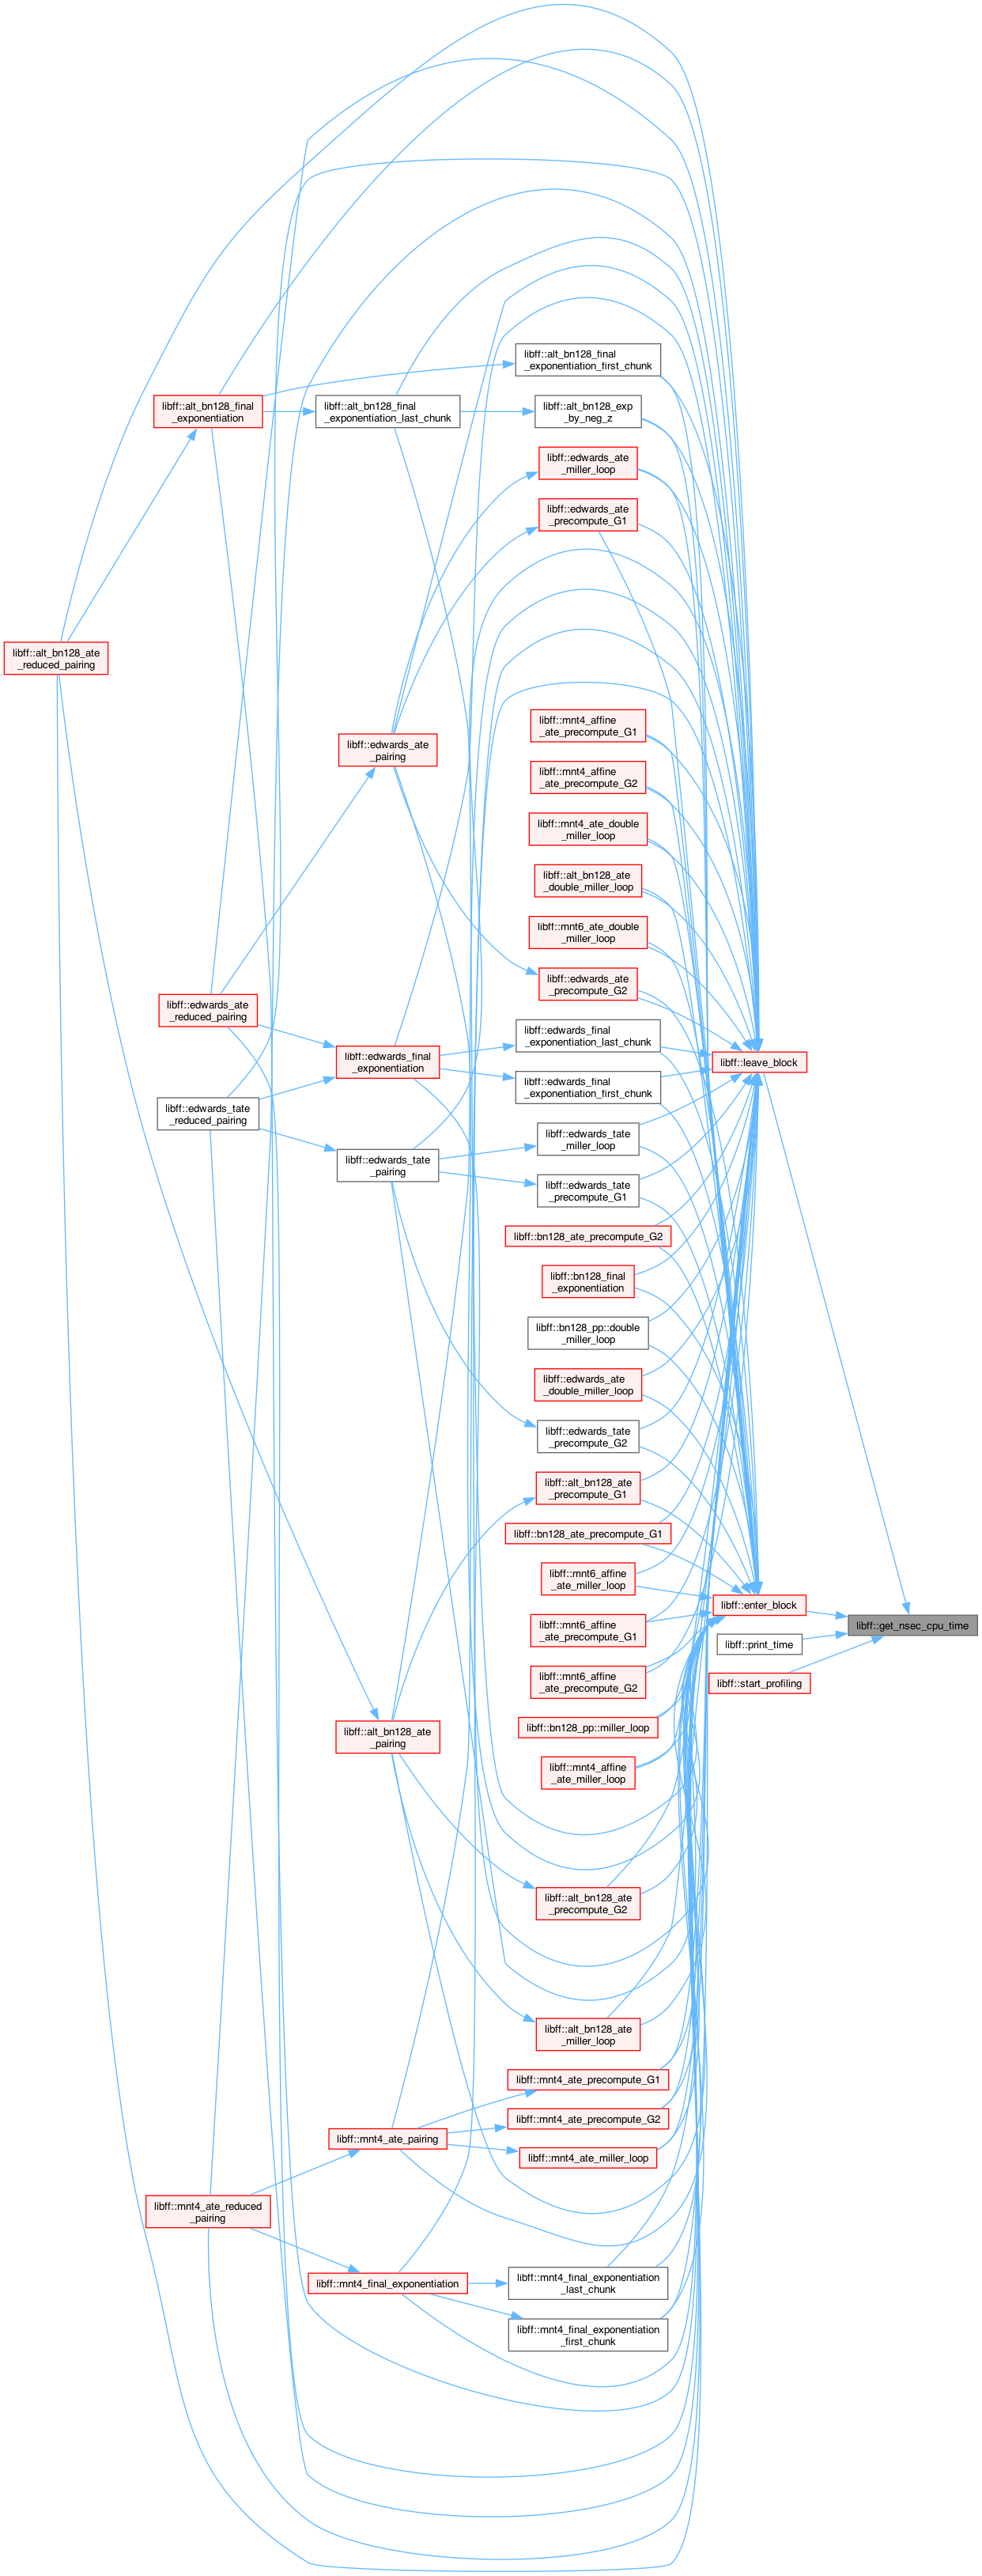 libff::alt_bn128_final
_exponentiation_first_chunk
libff::alt_bn128_final
_exponentiation
libff::alt_bn128_final
_exponentiation_last_chunk
libff::alt_bn128_exp
_by_neg_z
libff::edwards_ate
_miller_loop
libff::edwards_ate
_precompute_G1
libff::alt_bn128_ate
_reduced_pairing
libff::mnt4_affine
_ate_precompute_G1
libff::edwards_ate
_pairing
libff::mnt4_affine
_ate_precompute_G2
libff::mnt4_ate_double
_miller_loop
libff::alt_bn128_ate
_double_miller_loop
libff::mnt6_ate_double
_miller_loop
libff::edwards_ate
_precompute_G2
libff::edwards_ate
_reduced_pairing
libff::edwards_final
_exponentiation_last_chunk
libff::edwards_final
_exponentiation
libff::leave_block
libff::edwards_final
_exponentiation_first_chunk
libff::edwards_tate
_reduced_pairing
libff::edwards_tate
_miller_loop
libff::edwards_tate
_pairing
libff::edwards_tate
_precompute_G1
libff::bn128_ate_precompute_G2
libff::bn128_final
_exponentiation
libff::bn128_pp::double
_miller_loop
libff::edwards_ate
_double_miller_loop
libff::edwards_tate
_precompute_G2
libff::alt_bn128_ate
_precompute_G1
libff::bn128_ate_precompute_G1
libff::mnt6_affine
_ate_miller_loop
libff::enter_block
libff::get_nsec_cpu_time
libff::mnt6_affine
_ate_precompute_G1
libff::print_time
libff::mnt6_affine
_ate_precompute_G2
libff::start_profiling
libff::bn128_pp::miller_loop
libff::alt_bn128_ate
_pairing
libff::mnt4_affine
_ate_miller_loop
libff::alt_bn128_ate
_precompute_G2
libff::alt_bn128_ate
_miller_loop
libff::mnt4_ate_precompute_G1
libff::mnt4_ate_precompute_G2
libff::mnt4_ate_pairing
libff::mnt4_ate_miller_loop
libff::mnt4_ate_reduced
_pairing
libff::mnt4_final_exponentiation
libff::mnt4_final_exponentiation
_last_chunk
libff::mnt4_final_exponentiation
_first_chunk